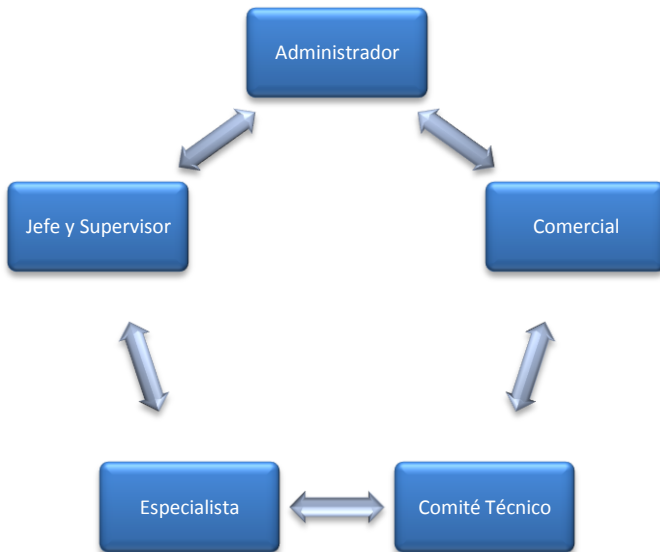 Administrador
Jefe y Supervisor
Comercial
Especialista
Comité Técnico